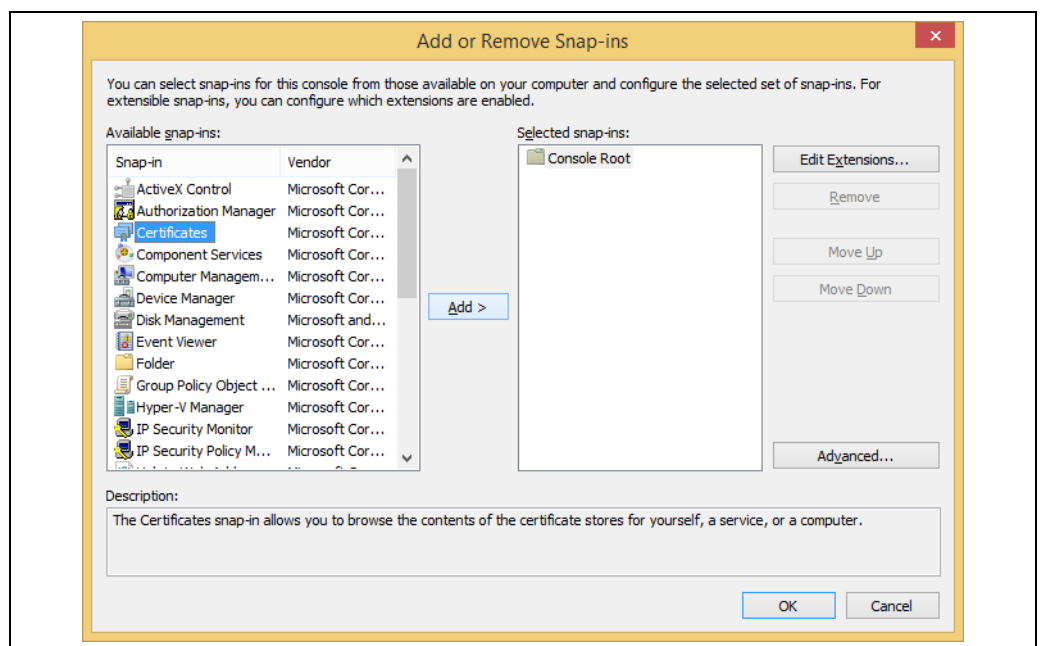 Add or Remove Snap-ins
You can select snap-ins for this console from those available on your computer and configure the selected set of snap-ins. For
extensible snap-ins, you can configure which extensions are enabled.
Available snap-ins:
Selected snap-ins:
Snap-in Vendor
ActiveX Control Microsoft Cor...
Authorization Manager Microsoft Cor...
Certificates Microsoft Cor...
Component Services Microsoft Cor...
Computer Managem... Microsoft Cor...
Device Manager Microsoft Cor...
Disk Management Microsoft and...
Event Viewer Microsoft Cor...
Folder Microsoft Cor...
Group Policy Object ... Microsoft Cor...
Hyper-V Manager Microsoft Cor...
IP Security Monitor Microsoft Cor...
IP Security Policy M... Microsoft Cor...
Add >
Console Root
Edit Extensions...
Remove
Move Up
Move Down
Advanced...
Description:
The Certificates snap-in allows you to browse the contents of the certificate stores for yourself, a service, or a computer.
OK Cancel